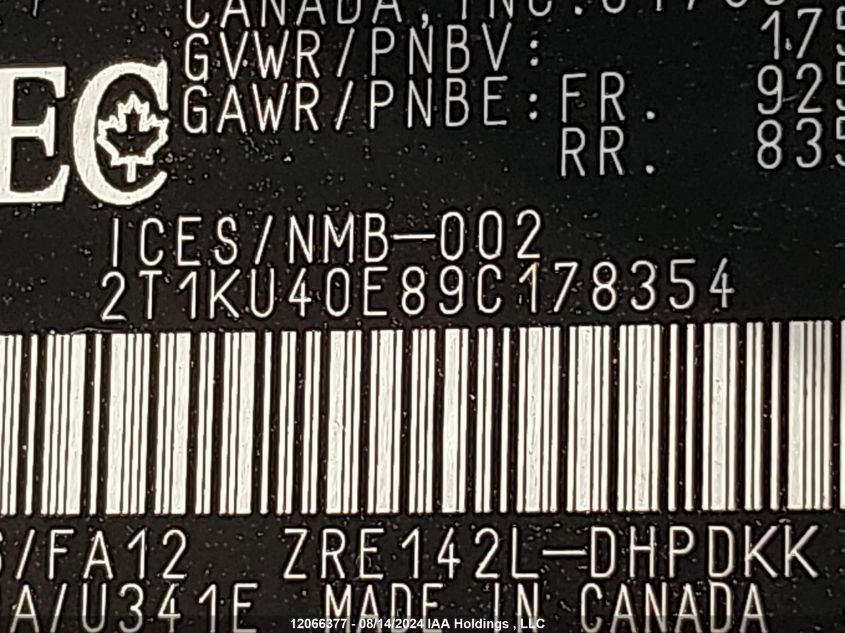 CANADA, INC.
GVWR/PNBV: 175
GAWR/PNBE: FR. 925
RR. 835
EC
ICES/NMB-002
2T1KU40E89C178354
/FA12 ZRE142L-DHPDKK
A/U341E MADE IN CANADA
12066377 - 08/14/2024 IAA Holdings , LLC